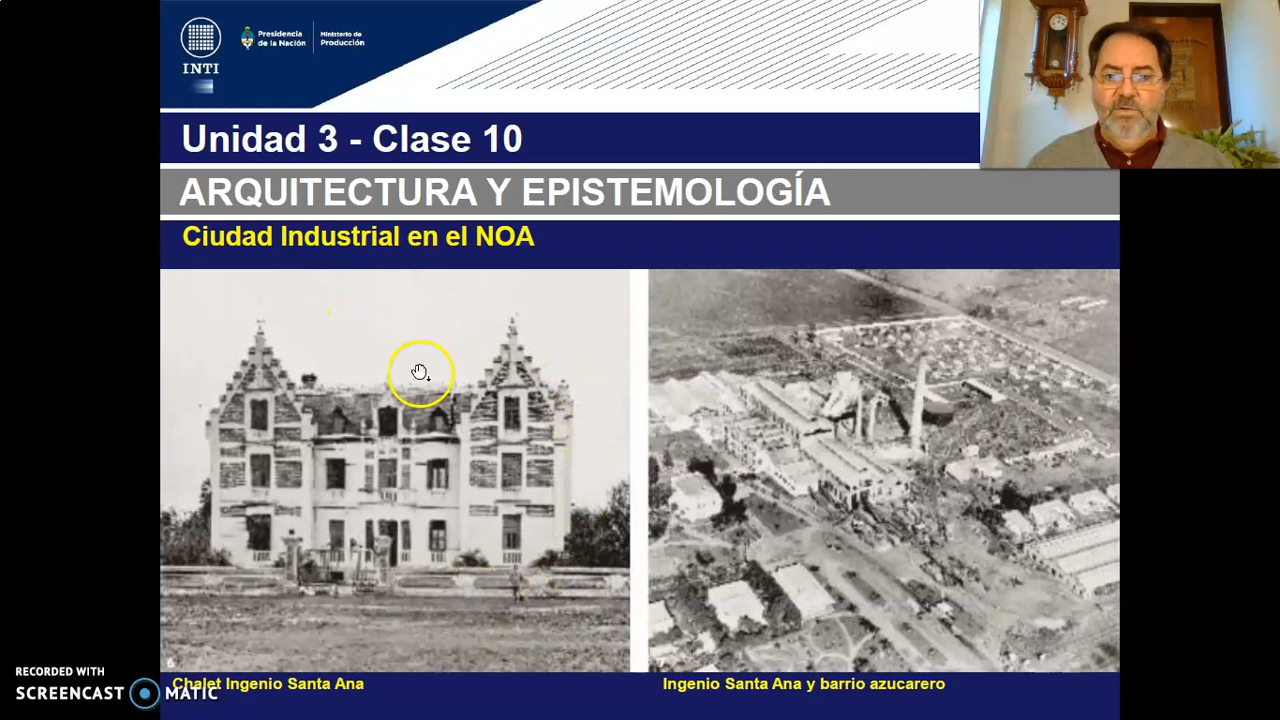 INTI
Presidencia
de la Nación
Ministerio de
Producción
Unidad 3 - Clase 10
ARQUITECTURA Y EPISTEMOLOGÍA
Ciudad Industrial en el NOA
6
Chalet Ingenio Santa Ana
Ingenio Santa Ana y barrio azucarero
RECORDED WITH
SCREENCAST MATIC